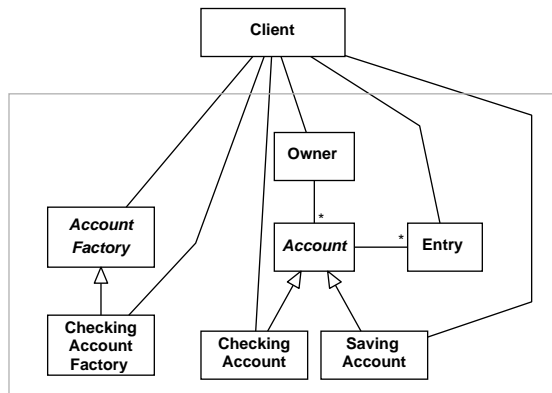 Client
Owner
*
Account
Factory
Account
*
Entry
Checking
Account
Factory
Checking
Account
Saving
Account